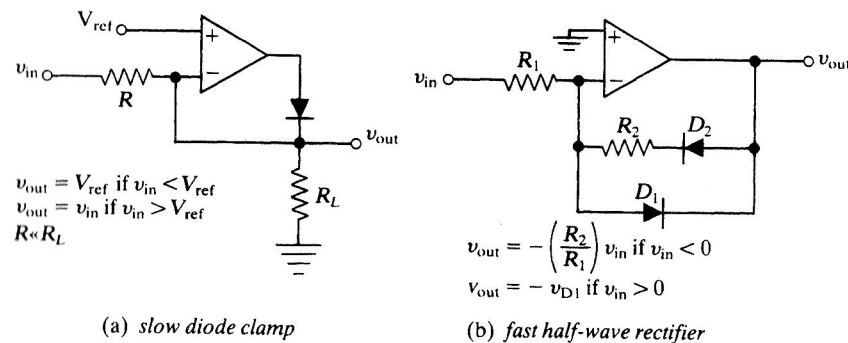 V_ref
+
v_in
R
−
v_out
R_L
v_out = V_ref if v_in < V_ref
v_out = v_in if v_in > V_ref
R«R_L
(a) slow diode clamp
+
v_in
R_1
−
v_out
R_2
D_2
D_1
v_out = −(R_2/R_1) v_in if v_in < 0
v_out = − v_D1 if v_in > 0
(b) fast half-wave rectifier